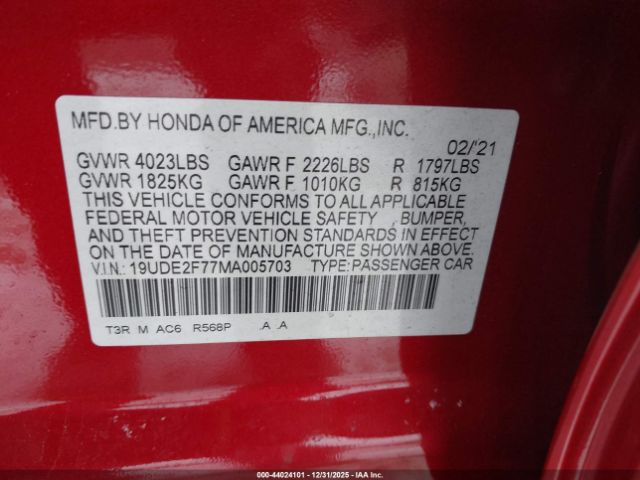 MFD.BY HONDA OF AMERICA MFG.,INC.
02/'21
GVWR 4023LBS GAWR F 2226LBS R 1797LBS
GVWR 1825KG GAWR F 1010KG R 815KG
THIS VEHICLE CONFORMS TO ALL APPLICABLE
FEDERAL MOTOR VEHICLE SAFETY , BUMPER,
AND THEFT PREVENTION STANDARDS IN EFFECT
ON THE DATE OF MANUFACTURE SHOWN ABOVE.
V.I.N.: 19UDE2F77MA005703 TYPE:PASSENGER CAR
T3R M AC6 R568P .A .A
000-44024101 - 12/31/2025 - IAAI.com